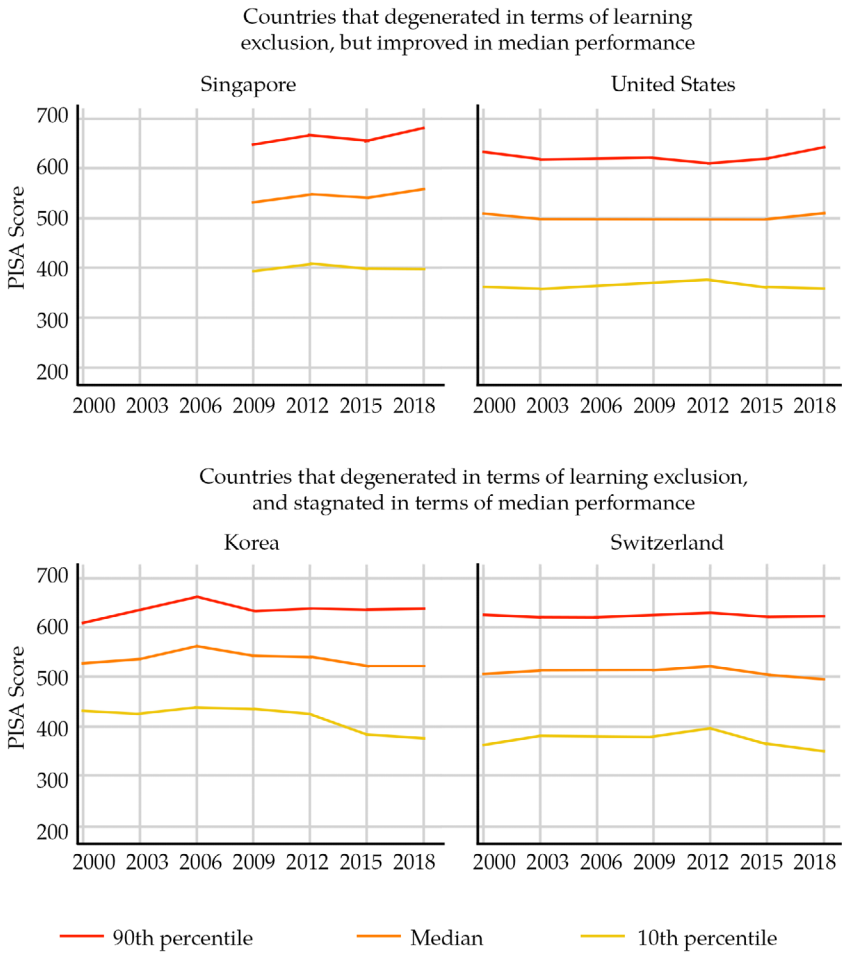 Countries that degenerated in terms of learning
exclusion, but improved in median performance
Singapore
United States
PISA Score
700
600
500
400
300
200
2000 2003 2006 2009 2012 2015 2018
2000 2003 2006 2009 2012 2015 2018
Countries that degenerated in terms of learning exclusion,
and stagnated in terms of median performance
Korea
Switzerland
PISA Score
700
600
500
400
300
200
2000 2003 2006 2009 2012 2015 2018
2000 2003 2006 2009 2012 2015 2018
90th percentile
Median
10th percentile